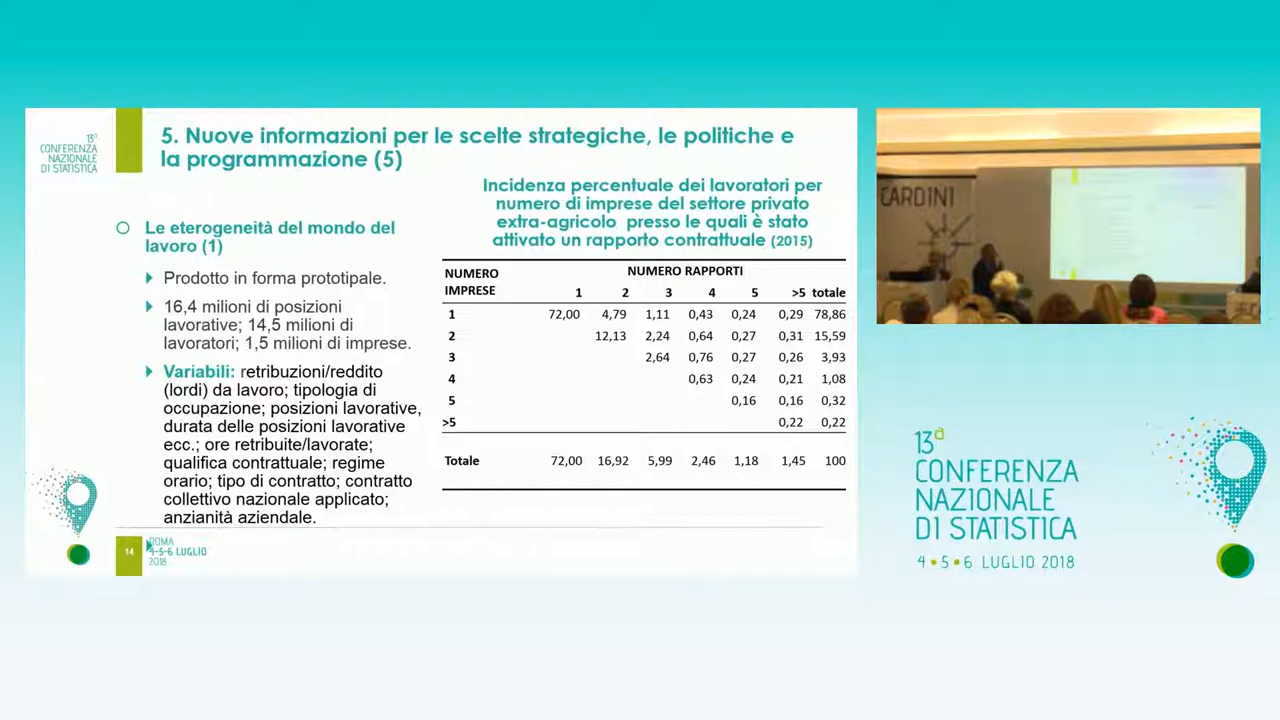 13a
CONFERENZA
NAZIONALE
DI STATISTICA
5. Nuove informazioni per le scelte strategiche, le politiche e
la programmazione (5)
Le eterogeneità del mondo del
lavoro (1)
Prodotto in forma prototipale.
16,4 milioni di posizioni
lavorative; 14,5 milioni di
lavoratori; 1,5 milioni di imprese.
Variabili: retribuzioni/reddito
(lordi) da lavoro; tipologia di
occupazione; posizioni lavorative,
durata delle posizioni lavorative
ecc.; ore retribuite/lavorate;
qualifica contrattuale; regime
orario; tipo di contratto; contratto
collettivo nazionale applicato;
anzianità aziendale.
Incidenza percentuale dei lavoratori per
numero di imprese del settore privato
extra-agricolo presso le quali è stato
attivato un rapporto contrattuale (2015)
NUMERO IMPRESE NUMERO RAPPORTI
1 2 3 4 5 >5 totale
1 72,00 4,79 1,11 0,43 0,24 0,29 78,86
2 12,13 2,24 0,64 0,27 0,31 15,59
3 2,64 0,76 0,27 0,26 3,93
4 0,63 0,24 0,21 1,08
5 0,16 0,16 0,32
>5 0,22 0,22
Totale 72,00 16,92 5,99 2,46 1,18 1,45 100
14
ROMA
4-5-6 LUGLIO
2018
CARDINI
13a
CONFERENZA
NAZIONALE
DI STATISTICA
4•5•6 LUGLIO 2018